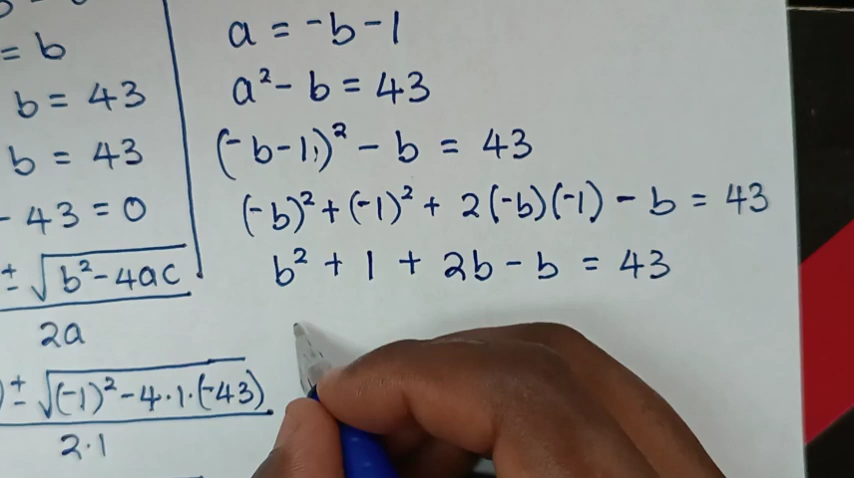 = b
b = 43
b = 43
- 43 = 0
± √b² - 4ac
2a
) ± √(-1)² - 4·1·(-43)
2·1
a = -b - 1
a² - b = 43
(-b - 1)² - b = 43
(-b)² + (-1)² + 2(-b)(-1) - b = 43
b² + 1 + 2b - b = 43